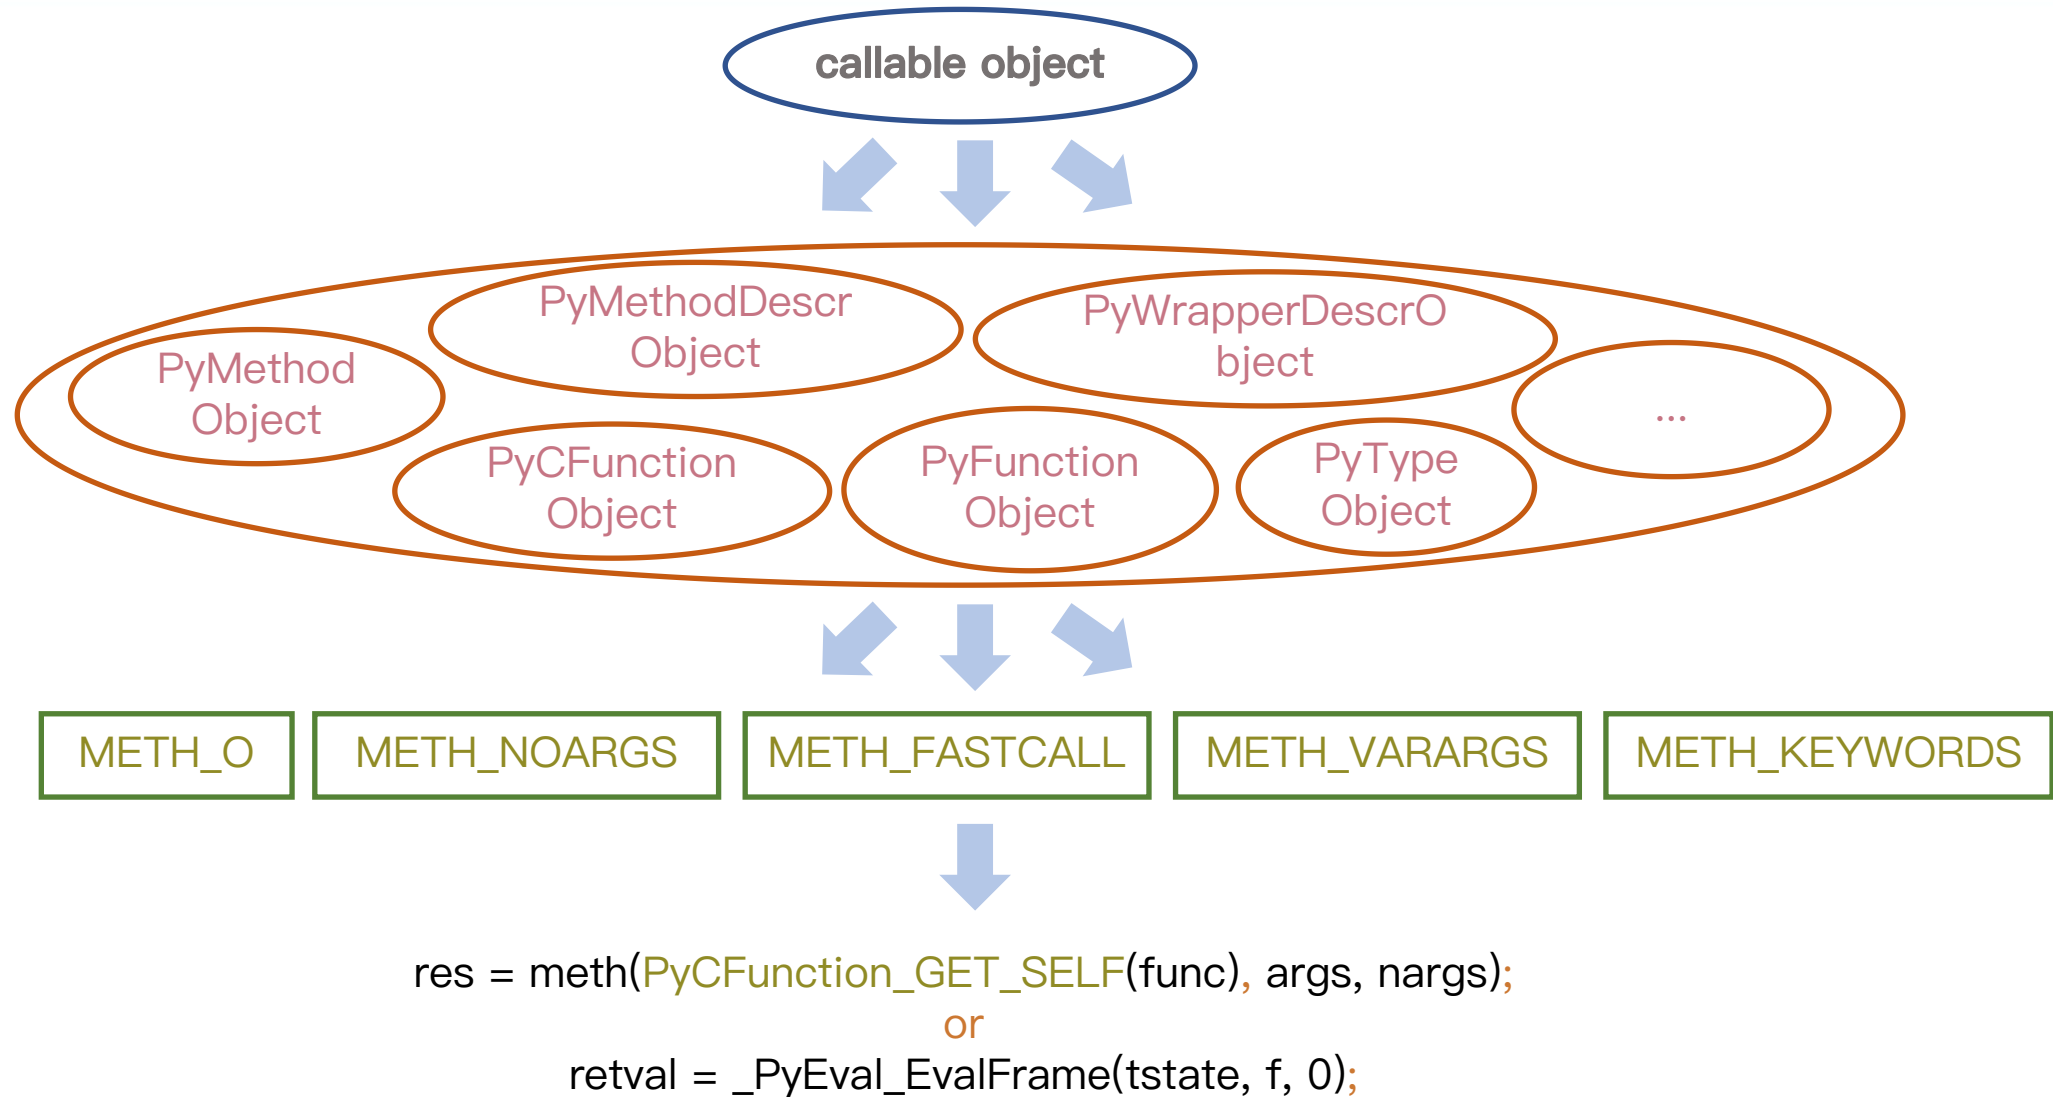 callable object
PyMethodDescr
Object
PyWrapperDescrO
bject
PyMethod
Object
...
PyCFunction
Object
PyFunction
Object
PyType
Object
METH_O
METH_NOARGS
METH_FASTCALL
METH_VARARGS
METH_KEYWORDS
res = meth(PyCFunction_GET_SELF(func), args, nargs);
or
retval = _PyEval_EvalFrame(tstate, f, 0);